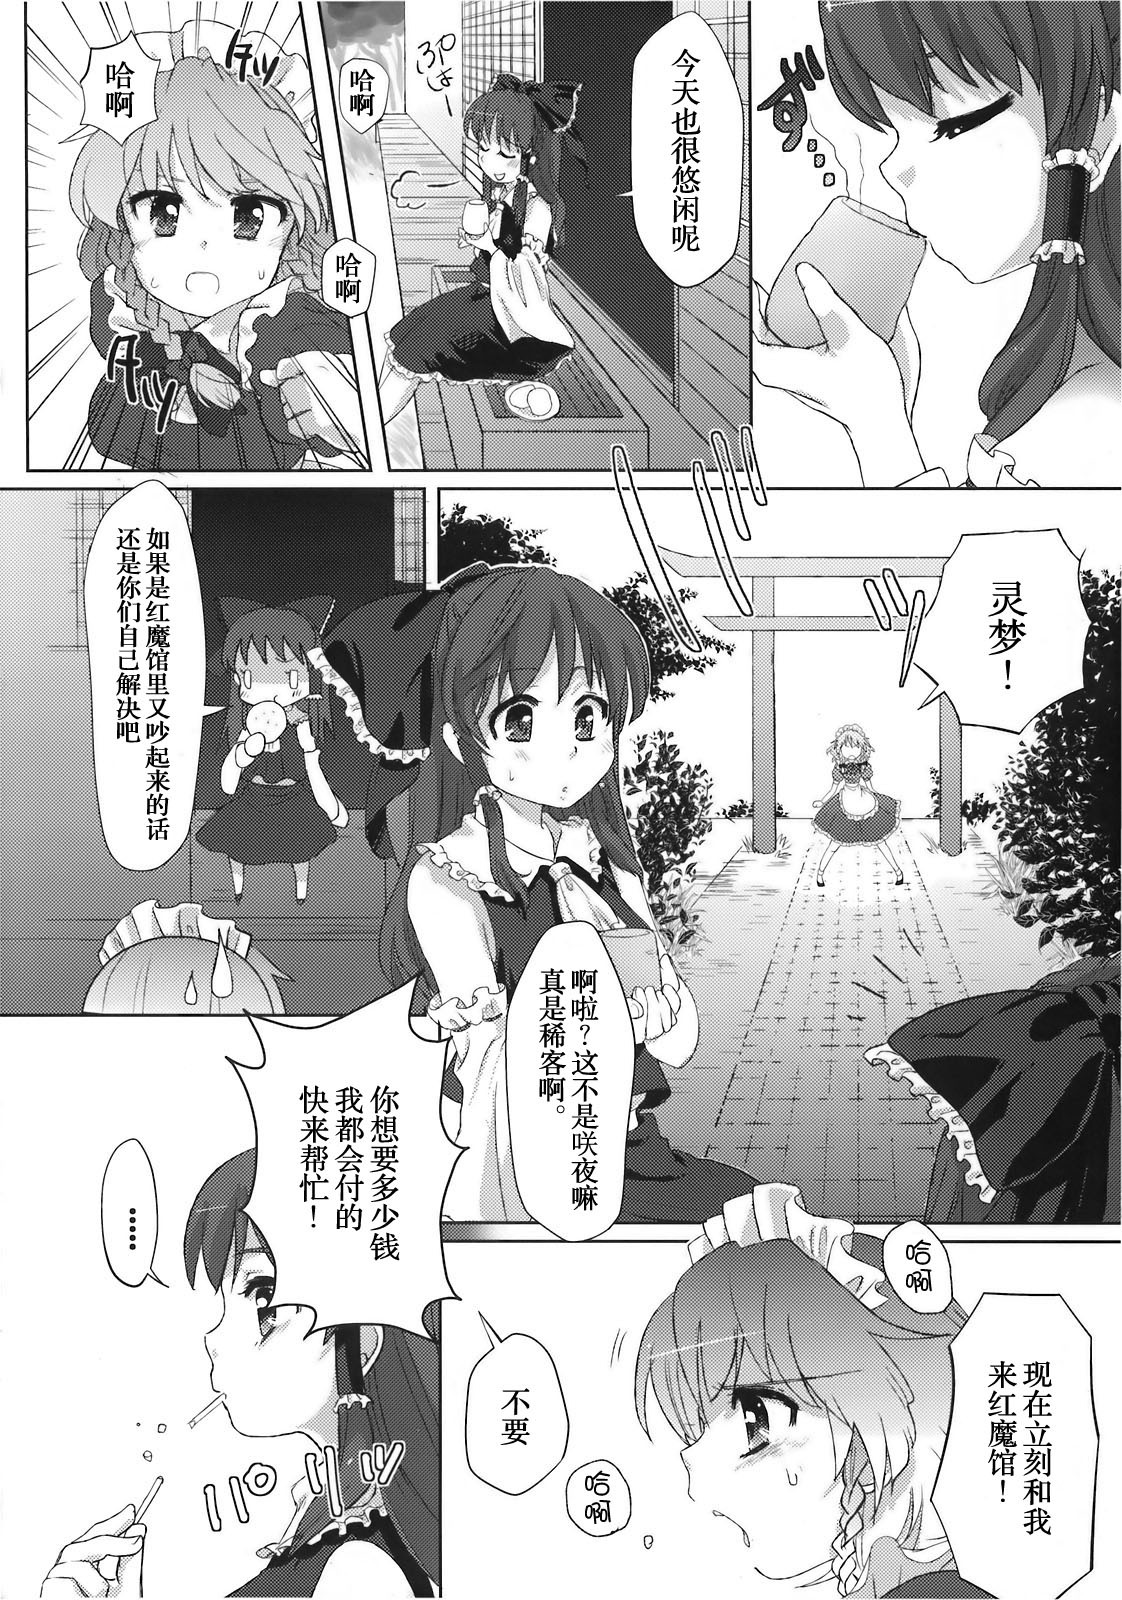 ずず…
今天也很悠闲呢
ぷはー
哈啊
哈啊
哈啊
タッ
タッ
灵梦！
啊啦？这不是咲夜嘛
真是稀客啊。
如果是红魔馆里又吵起来的话
还是你们自己解决吧
现在立刻和我
来红魔馆！
哈啊
哈啊
不要
你想要多少钱
我都会付的
快来帮忙！
……
パリパリ